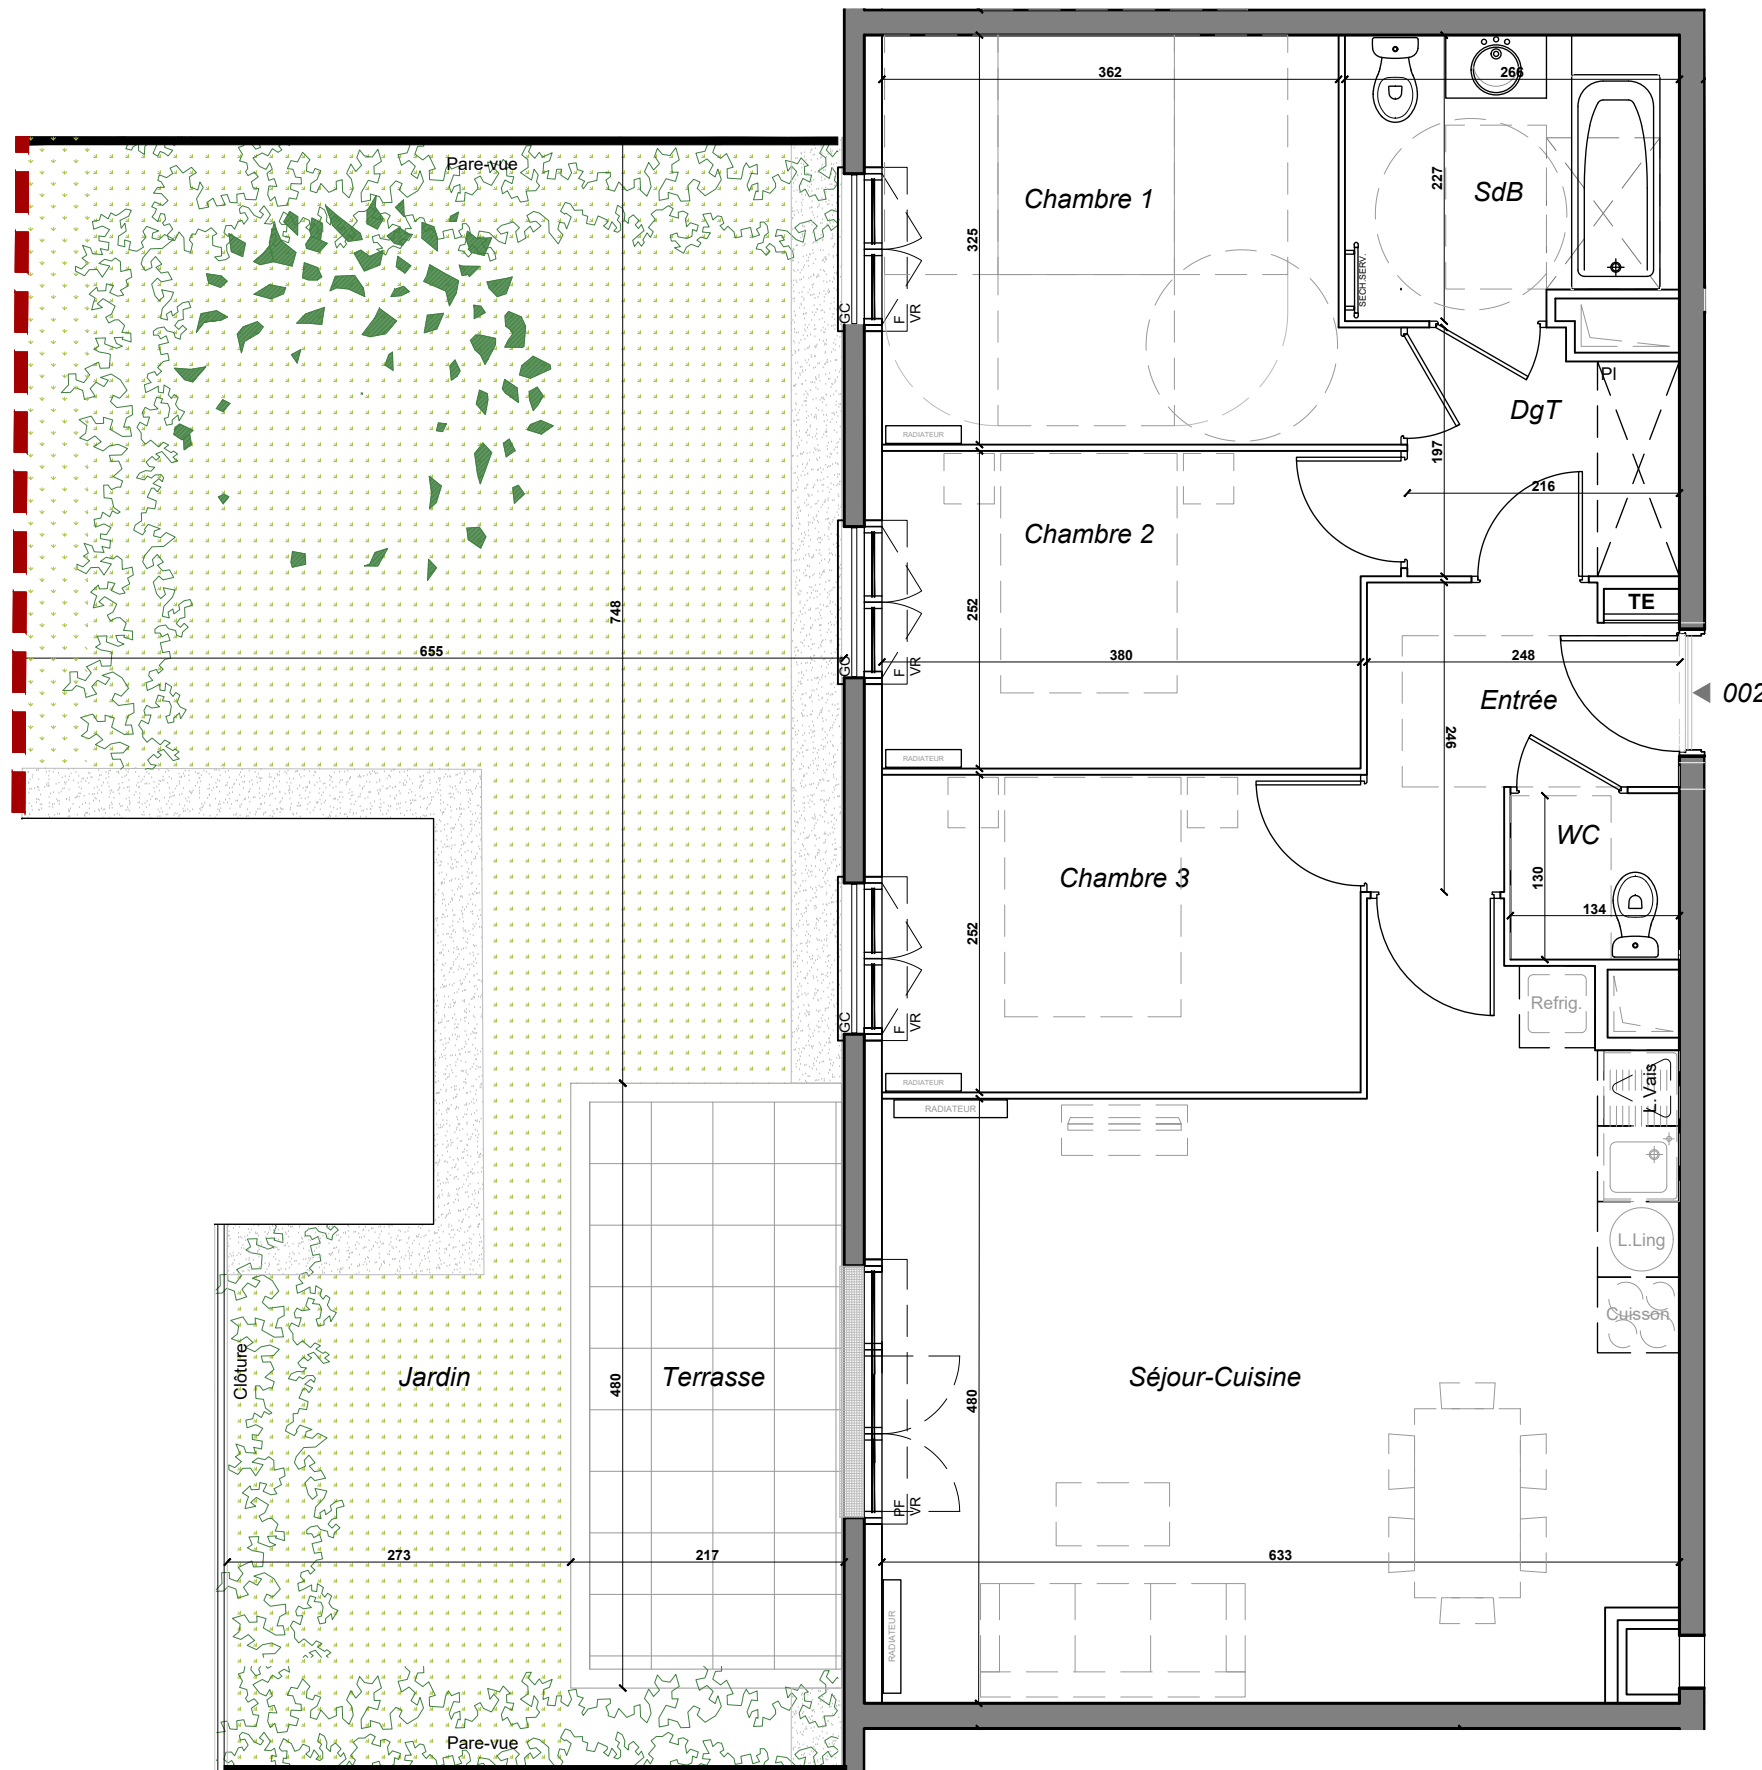 362
266
Pare-vue
Chambre 1
227
SdB
325
SECH.SERV.
GC
F
VR
PI
DgT
RADIATEUR
197
216
Chambre 2
TE
748
252
655
380
248
GC
F
VR
Entrée
002
246
RADIATEUR
WC
Chambre 3
130
134
252
Refrig.
GC
F
VR
L.Vais
RADIATEUR
RADIATEUR
L.Ling
Cuisson
Clôture
Jardin
480
Terrasse
480
Séjour-Cuisine
PF
VR
273
217
633
RADIATEUR
Pare-vue